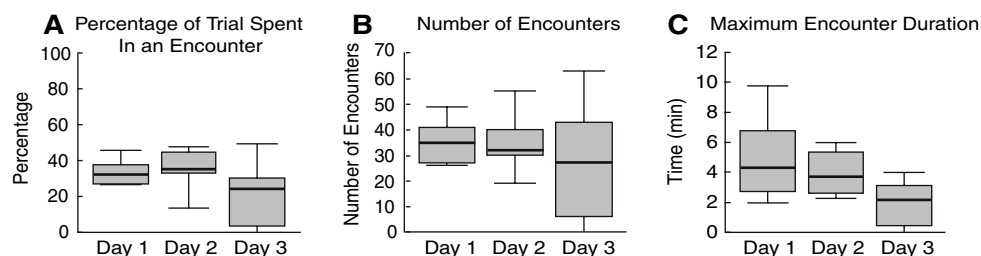 A Percentage of Trial Spent
In an Encounter
Percentage
100
80
60
40
20
0
Day 1 Day 2 Day 3
B Number of Encounters
Number of Encounters
70
60
50
40
30
20
10
0
Day 1 Day 2 Day 3
C Maximum Encounter Duration
Time (min)
12
10
8
6
4
2
0
Day 1 Day 2 Day 3